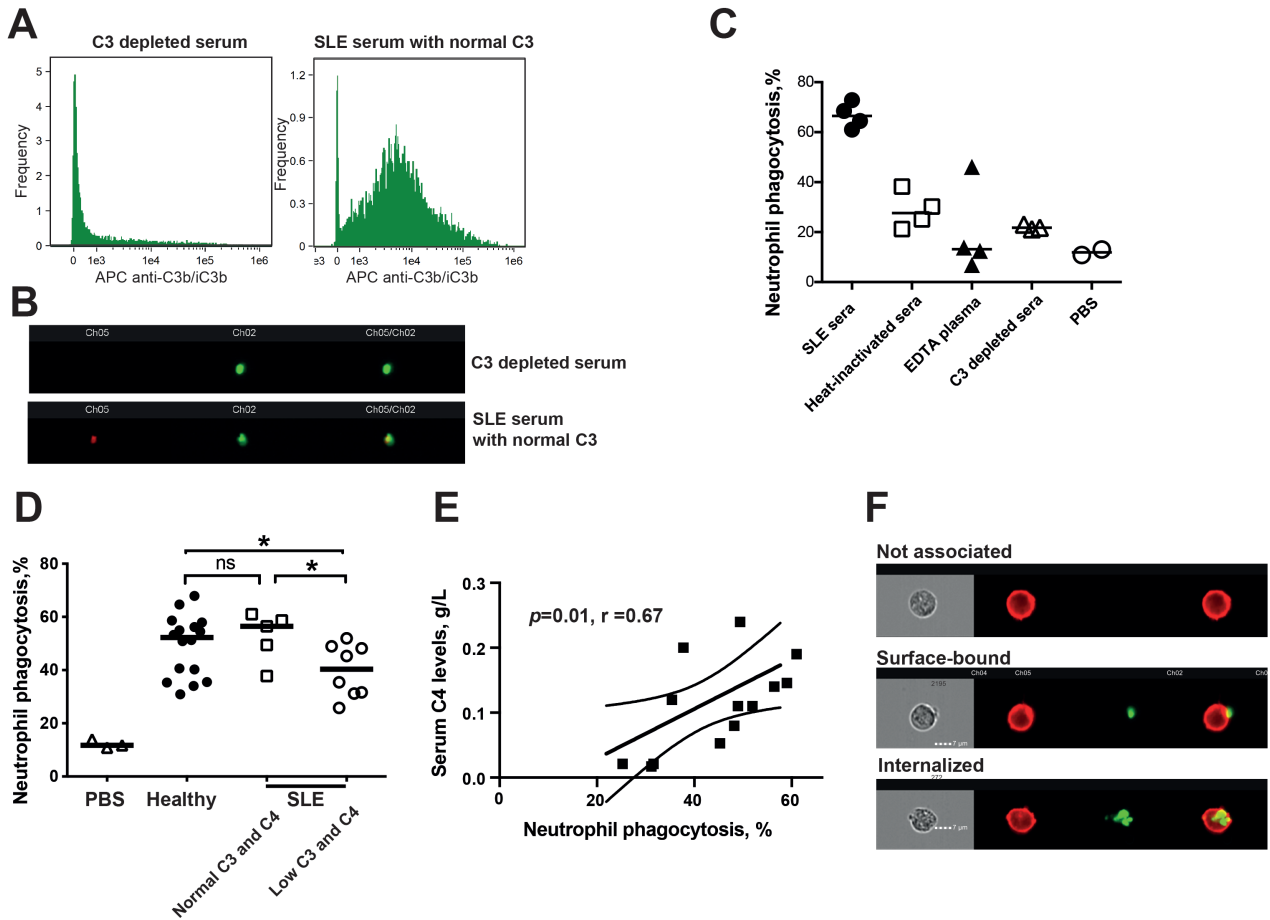 A
C3 depleted serum
SLE serum with normal C3
Frequency
5
4
3
2
1
0
0 1e3 1e4 1e5 1e6
APC anti-C3b/iC3b
Frequency
1.2
0.9
0.6
0.3
0
e3 0 1e3 1e4 1e5 1e6
APC anti-C3b/iC3b
B
Ch05 Ch02 Ch05/Ch02
C3 depleted serum
Ch05 Ch02 Ch05/Ch02
SLE serum
with normal C3
C
Neutrophil phagocytosis,%
80
60
40
20
0
SLE sera
Heat-inactivated sera
EDTA plasma
C3 depleted sera
PBS
D
Neutrophil phagocytosis,%
80
60
40
20
0
*
ns
*
PBS
Healthy
SLE
Normal C3 and C4
Low C3 and C4
E
Serum C4 levels, g/L
0.3
0.2
0.1
0.0
p=0.01, r =0.67
0 20 40 60
Neutrophil phagocytosis, %
F
Not associated
Surface-bound
Ch04 Ch05 Ch02 Ch0
2195
7 µm
Internalized
272
7 µm